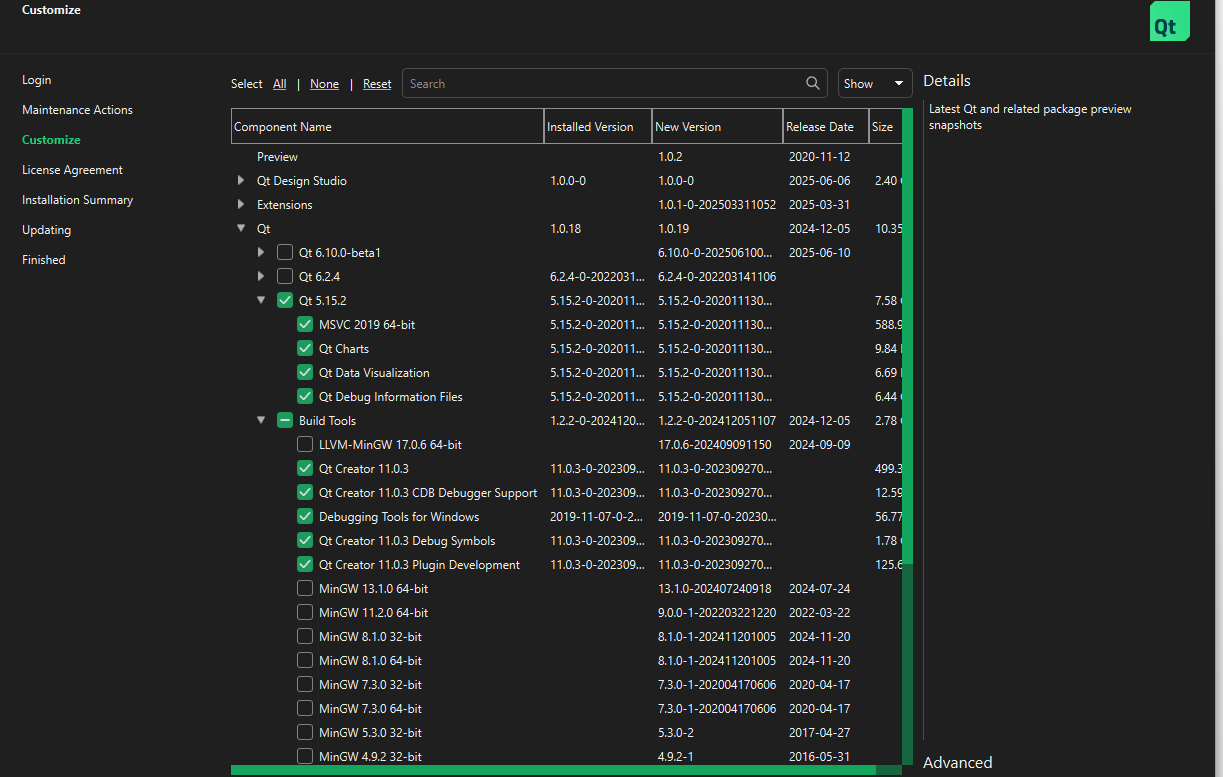 Customize
Qt
Login
Maintenance Actions
Customize
License Agreement
Installation Summary
Updating
Finished
Select All | None | Reset Search Show
Component Name Installed Version New Version Release Date Size
Preview 1.0.2 2020-11-12
Qt Design Studio 1.0.0-0 1.0.0-0 2025-06-06 2.40
Extensions 1.0.1-0-202503311052 2025-03-31
Qt 1.0.18 1.0.19 2024-12-05 10.35
Qt 6.10.0-beta1 6.10.0-0-202506100... 2025-06-10
Qt 6.2.4 6.2.4-0-2022031... 6.2.4-0-202203141106
Qt 5.15.2 5.15.2-0-202011... 5.15.2-0-202011130... 7.58
MSVC 2019 64-bit 5.15.2-0-202011... 5.15.2-0-202011130... 588.9
Qt Charts 5.15.2-0-202011... 5.15.2-0-202011130... 9.84
Qt Data Visualization 5.15.2-0-202011... 5.15.2-0-202011130... 6.69
Qt Debug Information Files 5.15.2-0-202011... 5.15.2-0-202011130... 6.44
Build Tools 1.2.2-0-2024120... 1.2.2-0-202412051107 2024-12-05 2.78
LLVM-MinGW 17.0.6 64-bit 17.0.6-202409091150 2024-09-09
Qt Creator 11.0.3 11.0.3-0-202309... 11.0.3-0-202309270... 499.3
Qt Creator 11.0.3 CDB Debugger Support 11.0.3-0-202309... 11.0.3-0-202309270... 12.59
Debugging Tools for Windows 2019-11-07-0-2... 2019-11-07-0-20230... 56.77
Qt Creator 11.0.3 Debug Symbols 11.0.3-0-202309... 11.0.3-0-202309270... 1.78
Qt Creator 11.0.3 Plugin Development 11.0.3-0-202309... 11.0.3-0-202309270... 125.6
MinGW 13.1.0 64-bit 13.1.0-202407240918 2024-07-24
MinGW 11.2.0 64-bit 9.0.0-1-202203221220 2022-03-22
MinGW 8.1.0 32-bit 8.1.0-1-202411201005 2024-11-20
MinGW 8.1.0 64-bit 8.1.0-1-202411201005 2024-11-20
MinGW 7.3.0 32-bit 7.3.0-1-202004170606 2020-04-17
MinGW 7.3.0 64-bit 7.3.0-1-202004170606 2020-04-17
MinGW 5.3.0 32-bit 5.3.0-2 2017-04-27
MinGW 4.9.2 32-bit 4.9.2-1 2016-05-31
Details
Latest Qt and related package preview
snapshots
Advanced